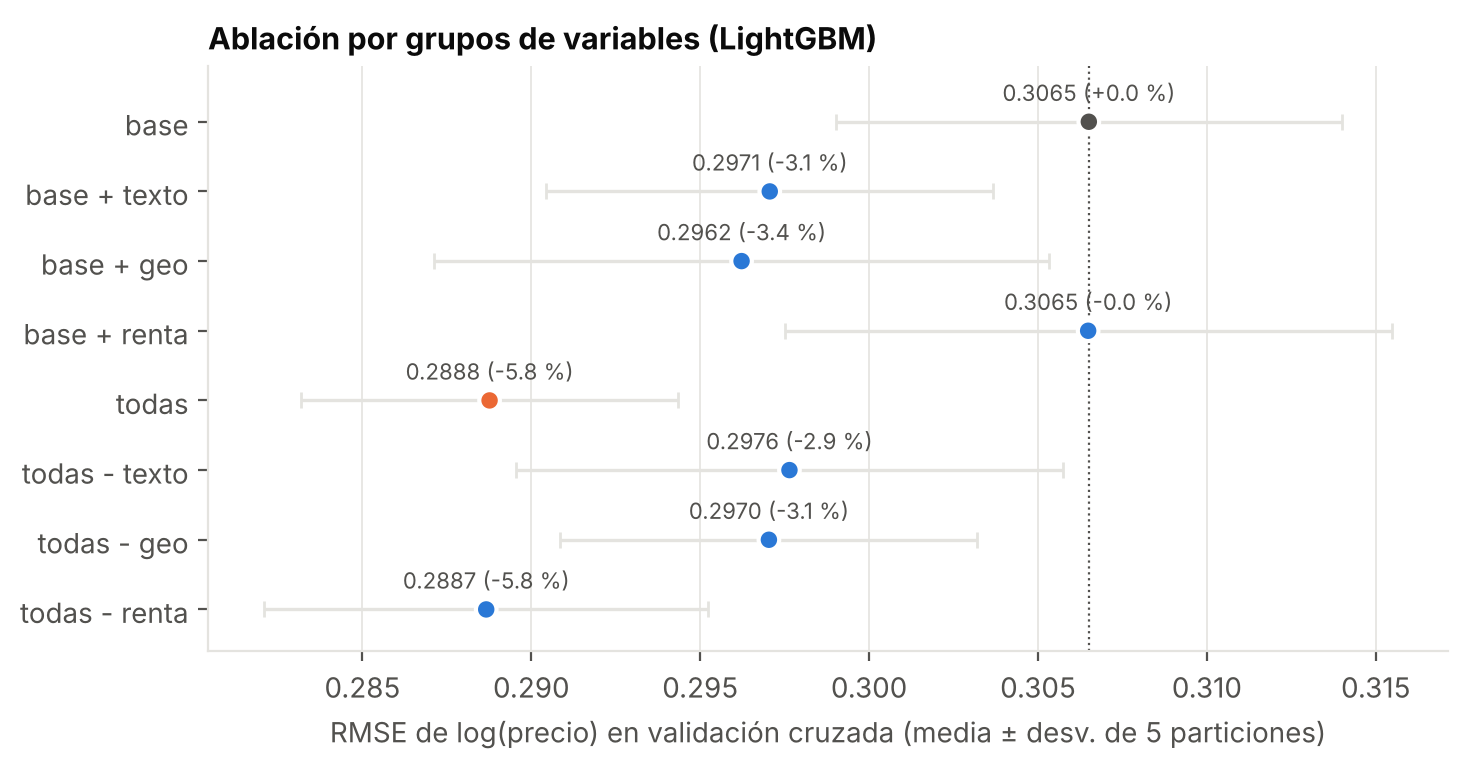 Ablación por grupos de variables (LightGBM)
0.3065 (+0.0 %)
base
0.2971 (-3.1 %)
base + texto
0.2962 (-3.4 %)
base + geo
0.3065 (-0.0 %)
base + renta
0.2888 (-5.8 %)
todas
0.2976 (-2.9 %)
todas - texto
0.2970 (-3.1 %)
todas - geo
0.2887 (-5.8 %)
todas - renta
0.285 0.290 0.295 0.300 0.305 0.310 0.315
RMSE de log(precio) en validación cruzada (media ± desv. de 5 particiones)